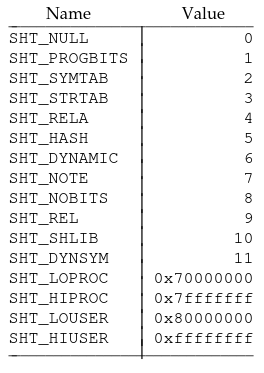 Name Value
SHT_NULL 0
SHT_PROGBITS 1
SHT_SYMTAB 2
SHT_STRTAB 3
SHT_RELA 4
SHT_HASH 5
SHT_DYNAMIC 6
SHT_NOTE 7
SHT_NOBITS 8
SHT_REL 9
SHT_SHLIB 10
SHT_DYNSYM 11
SHT_LOPROC 0x70000000
SHT_HIPROC 0x7fffffff
SHT_LOUSER 0x80000000
SHT_HIUSER 0xffffffff